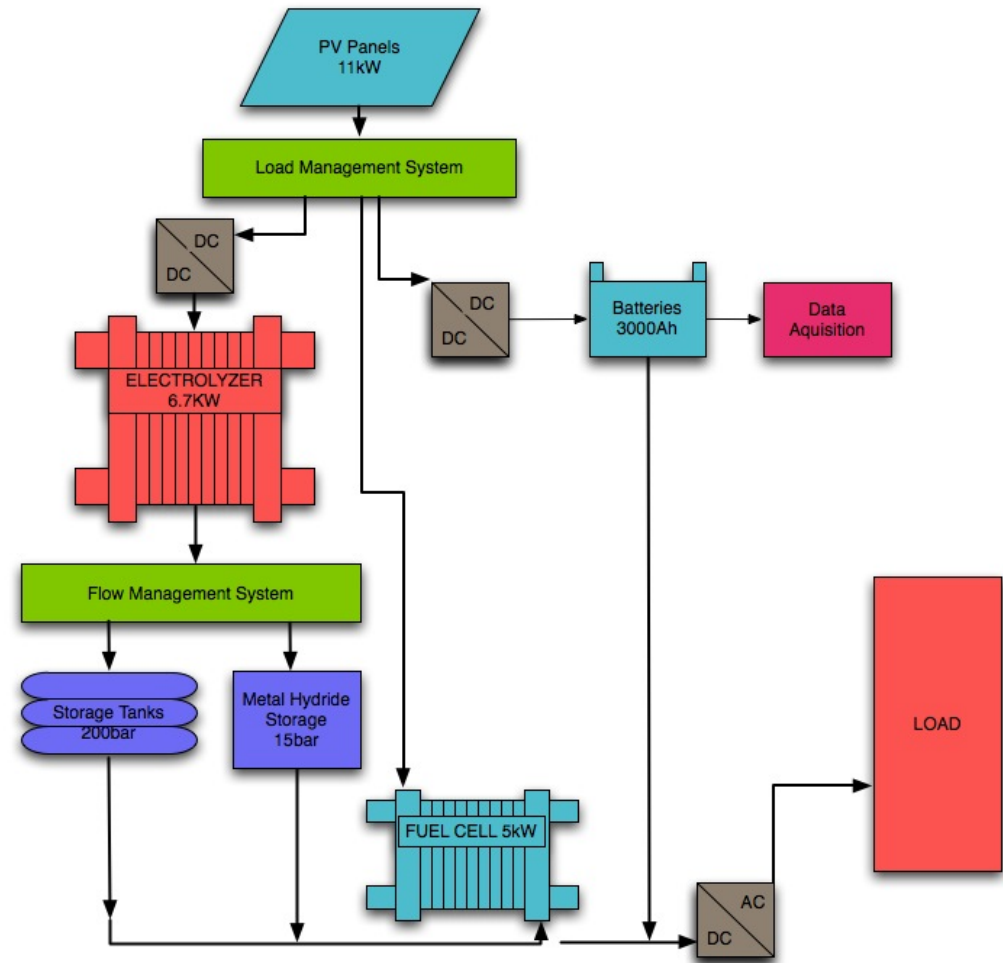 PV Panels
11kW
Load Management System
DC
DC
DC
DC
Batteries
3000Ah
Data
Aquisition
ELECTROLYZER
6.7KW
Flow Management System
Storage Tanks
200bar
Metal Hydride
Storage
15bar
FUEL CELL 5kW
LOAD
AC
DC